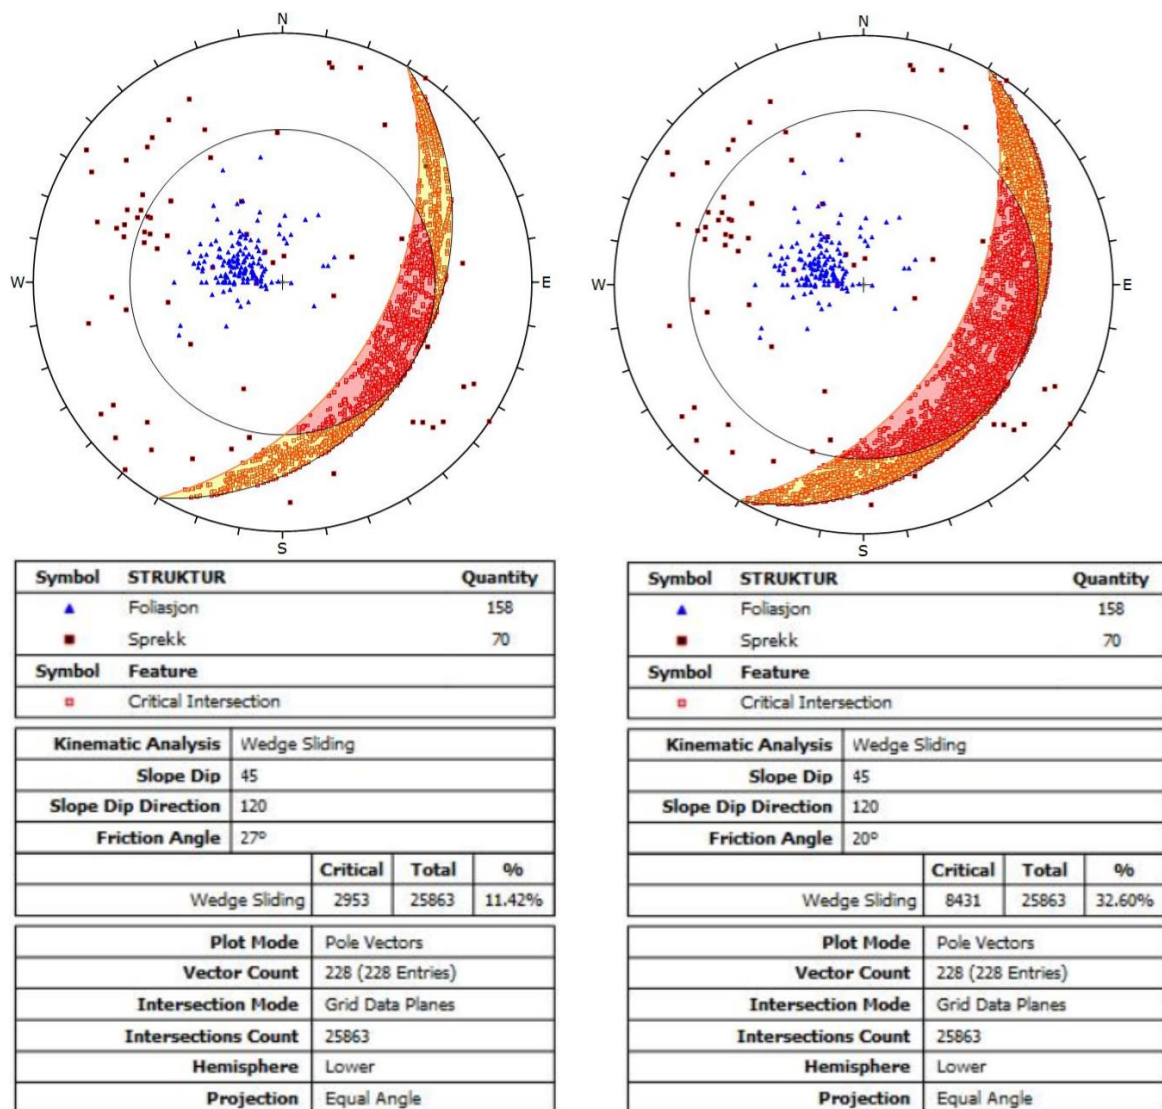 N
W
E
S
Symbol STRUKTUR Quantity
Foliasjon 158
Sprekk 70
Symbol Feature
Critical Intersection
Kinematic Analysis Wedge Sliding
Slope Dip 45
Slope Dip Direction 120
Friction Angle 27º
Critical Total %
Wedge Sliding 2953 25863 11.42%
Plot Mode Pole Vectors
Vector Count 228 (228 Entries)
Intersection Mode Grid Data Planes
Intersections Count 25863
Hemisphere Lower
Projection Equal Angle
N
W
E
S
Symbol STRUKTUR Quantity
Foliasjon 158
Sprekk 70
Symbol Feature
Critical Intersection
Kinematic Analysis Wedge Sliding
Slope Dip 45
Slope Dip Direction 120
Friction Angle 20º
Critical Total %
Wedge Sliding 8431 25863 32.60%
Plot Mode Pole Vectors
Vector Count 228 (228 Entries)
Intersection Mode Grid Data Planes
Intersections Count 25863
Hemisphere Lower
Projection Equal Angle